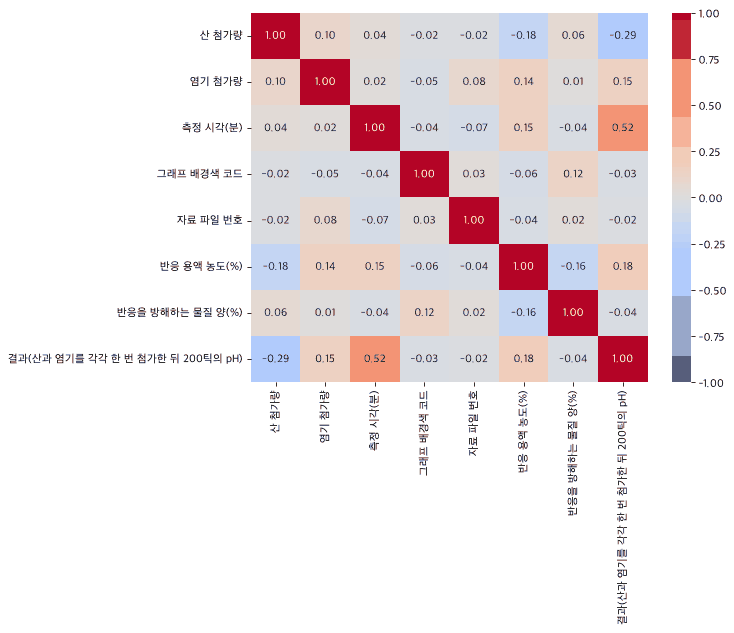 산 첨가량 1.00 0.10 0.04 -0.02 -0.02 -0.18 0.06 -0.29
염기 첨가량 0.10 1.00 0.02 -0.05 0.08 0.14 0.01 0.15
측정 시각(분) 0.04 0.02 1.00 -0.04 -0.07 0.15 -0.04 0.52
그래프 배경색 코드 -0.02 -0.05 -0.04 1.00 0.03 -0.06 0.12 -0.03
자료 파일 번호 -0.02 0.08 -0.07 0.03 1.00 -0.04 0.02 -0.02
반응 용액 농도(%) -0.18 0.14 0.15 -0.06 -0.04 1.00 -0.16 0.18
반응을 방해하는 물질 양(%) 0.06 0.01 -0.04 0.12 0.02 -0.16 1.00 -0.04
결과(산과 염기를 각각 한 번 첨가한 뒤 200틱의 pH) -0.29 0.15 0.52 -0.03 -0.02 0.18 -0.04 1.00
산 첨가량
염기 첨가량
측정 시각(분)
그래프 배경색 코드
자료 파일 번호
반응 용액 농도(%)
반응을 방해하는 물질 양(%)
결과(산과 염기를 각각 한 번 첨가한 뒤 200틱의 pH)
1.00
0.75
0.50
0.25
0.00
-0.25
-0.50
-0.75
-1.00